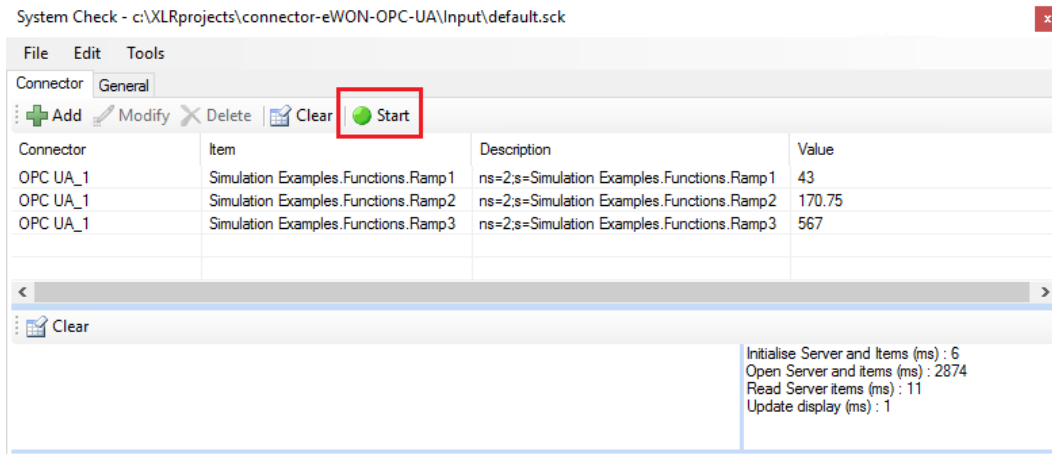 System Check - c:\XLRprojects\connector-eWON-OPC-UA\Input\default.sck
x
File Edit Tools
Connector General
Add Modify Delete Clear Start
Connector Item Description Value
OPC UA_1 Simulation Examples.Functions.Ramp1 ns=2;s=Simulation Examples.Functions.Ramp1 43
OPC UA_1 Simulation Examples.Functions.Ramp2 ns=2;s=Simulation Examples.Functions.Ramp2 170.75
OPC UA_1 Simulation Examples.Functions.Ramp3 ns=2;s=Simulation Examples.Functions.Ramp3 567
Clear
Initialise Server and Items (ms) : 6
Open Server and items (ms) : 2874
Read Server items (ms) : 11
Update display (ms) : 1